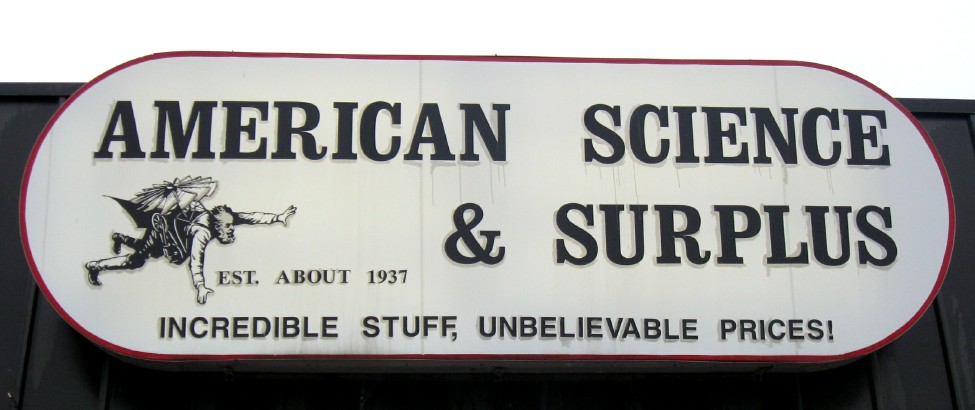 AMERICAN SCIENCE
& SURPLUS
EST. ABOUT 1937
INCREDIBLE STUFF, UNBELIEVABLE PRICES!